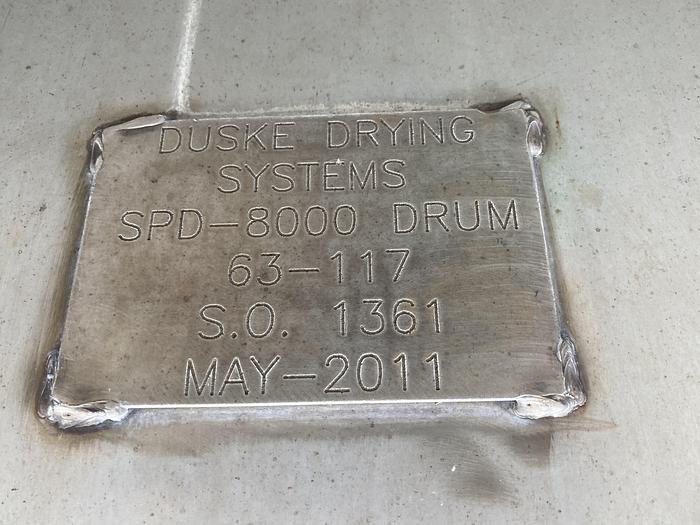 DUSKE DRYING
SYSTEMS
SPD-8000 DRUM
63-117
S.O. 1361
MAY-2011